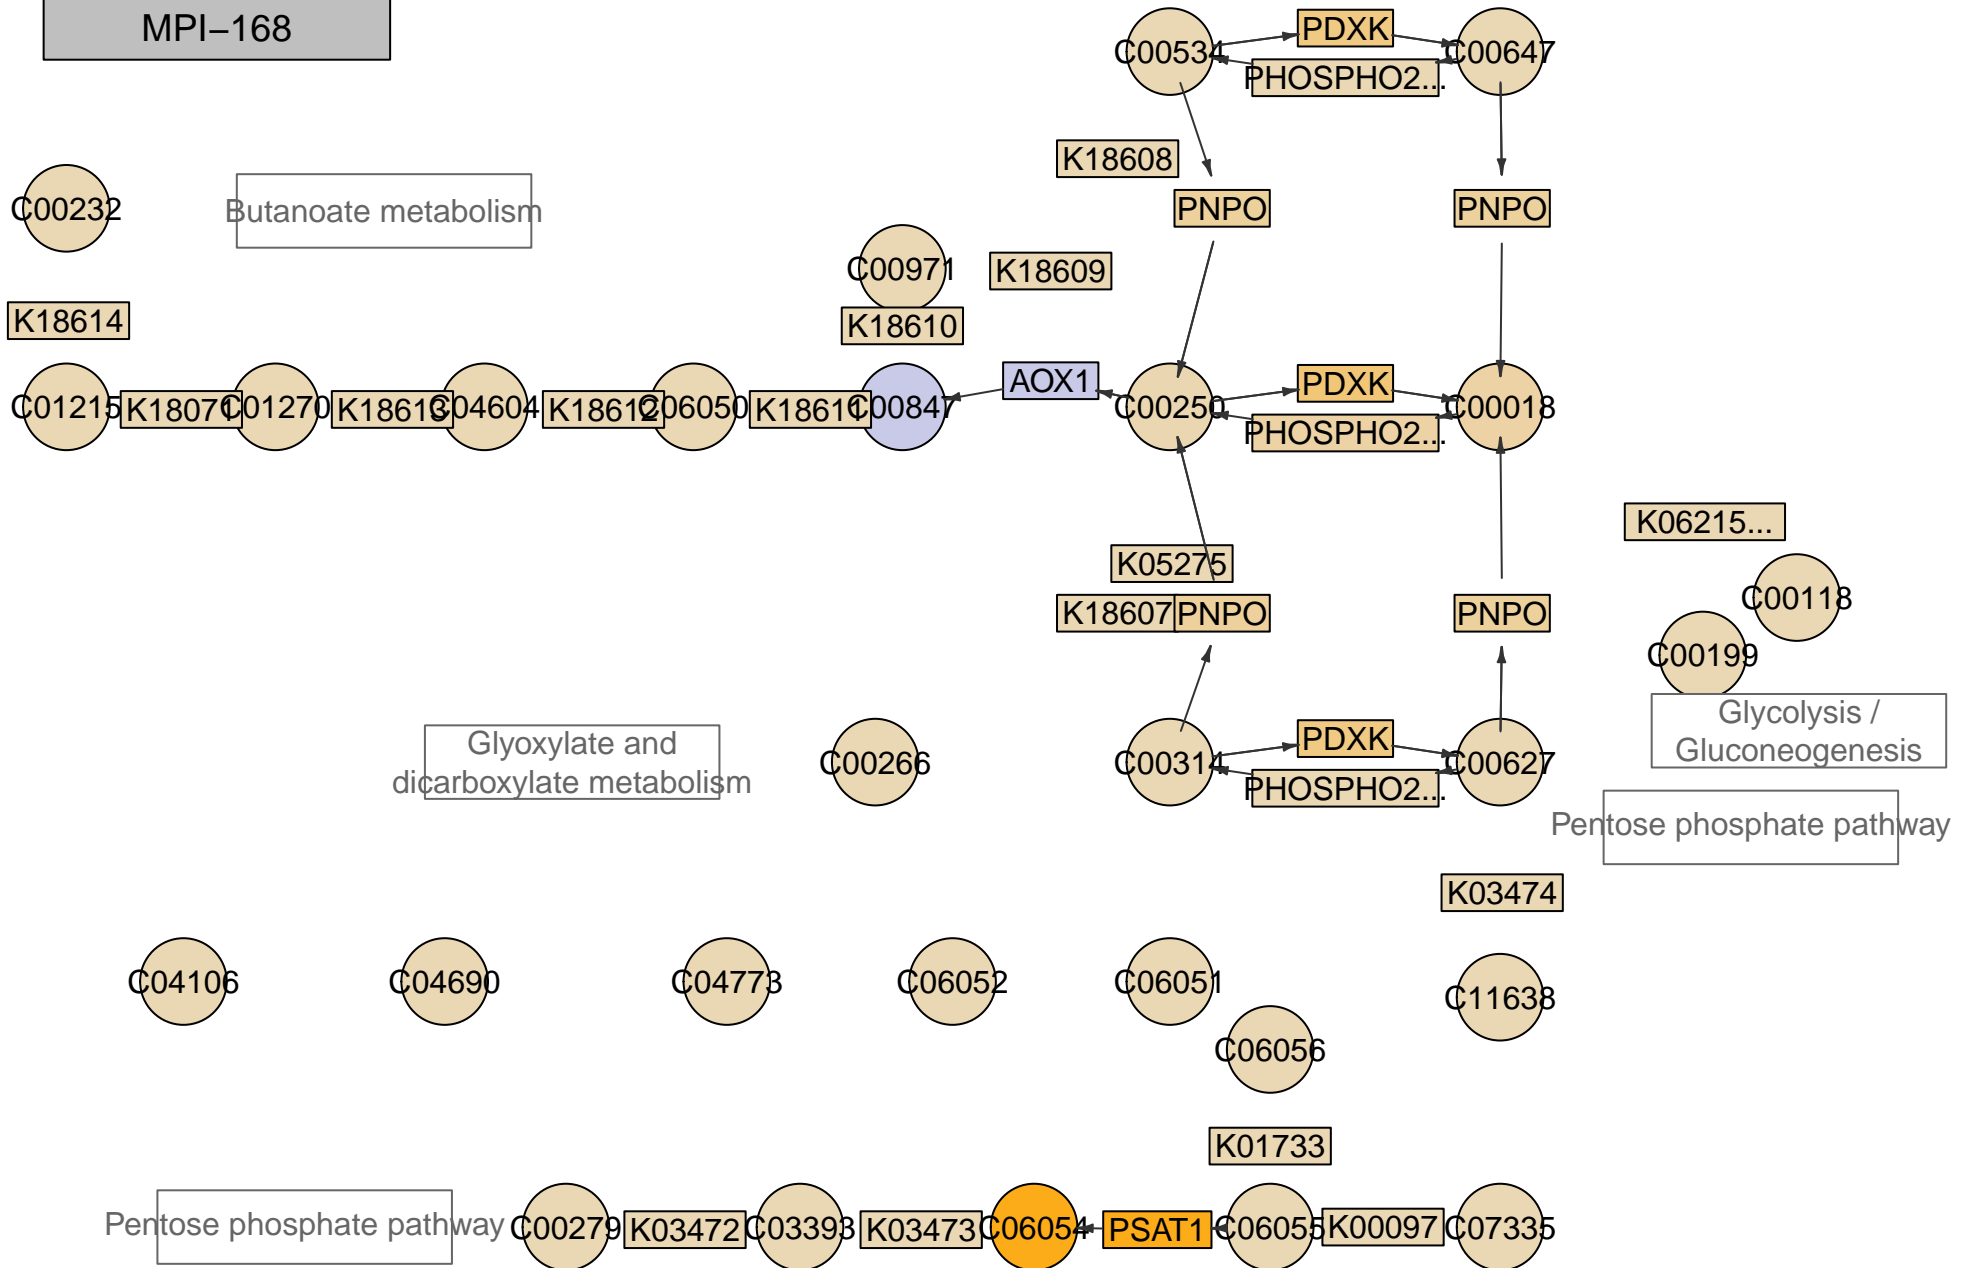 MPI–168
C00534
PDXK
C00647
PHOSPHO2...
K18608
C00232
Butanoate metabolism
PNPO
PNPO
C00971
K18609
K18614
K18610
C01215
K18071
C01270
K18613
C04604
K18612
C06050
K18611
C00847
AOX1
C00250
PDXK
PHOSPHO2...
C00018
K06215...
K05275
K18607
PNPO
PNPO
C00118
C00199
Glycolysis /
Gluconeogenesis
Glyoxylate and
dicarboxylate metabolism
C00266
C00314
PDXK
PHOSPHO2...
C00627
Pentose phosphate pathway
K03474
C04106
C04690
C04773
C06052
C06051
C11638
C06056
K01733
Pentose phosphate pathway
C00279
K03472
C03393
K03473
C06054
PSAT1
C06055
K00097
C07335